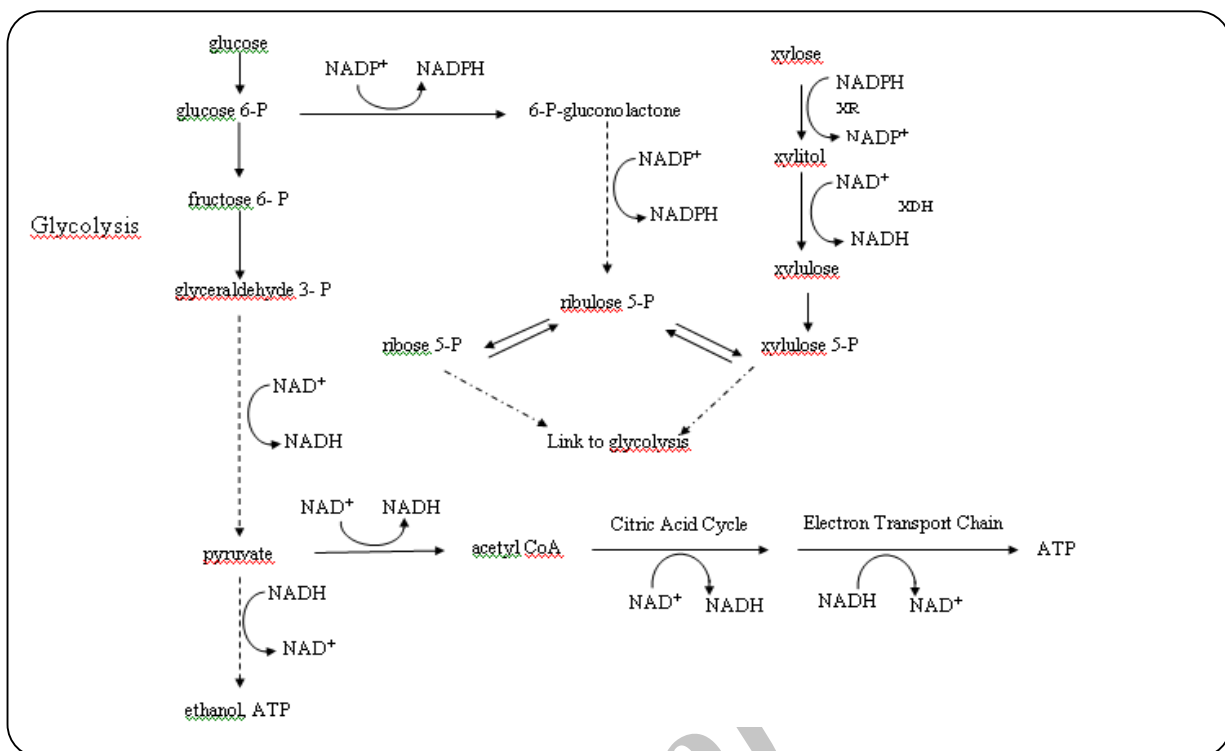 glucose
NADP⁺ NADPH
xylose
NADPH
XR
NADP⁺
glucose 6-P
6-P-gluconolactone
xylitol
NADP⁺
NADPH
NAD⁺
XDH
NADH
fructose 6- P
Glycolysis
xylulose
glyceraldehyde 3- P
ribulose 5-P
ribose 5-P
xylulose 5-P
NAD⁺
NADH
Link to glycolysis
NAD⁺ NADH
Citric Acid Cycle
Electron Transport Chain
pyruvate
acetyl CoA
ATP
NADH
NAD⁺
NAD⁺ NADH
NADH NAD⁺
ethanol, ATP